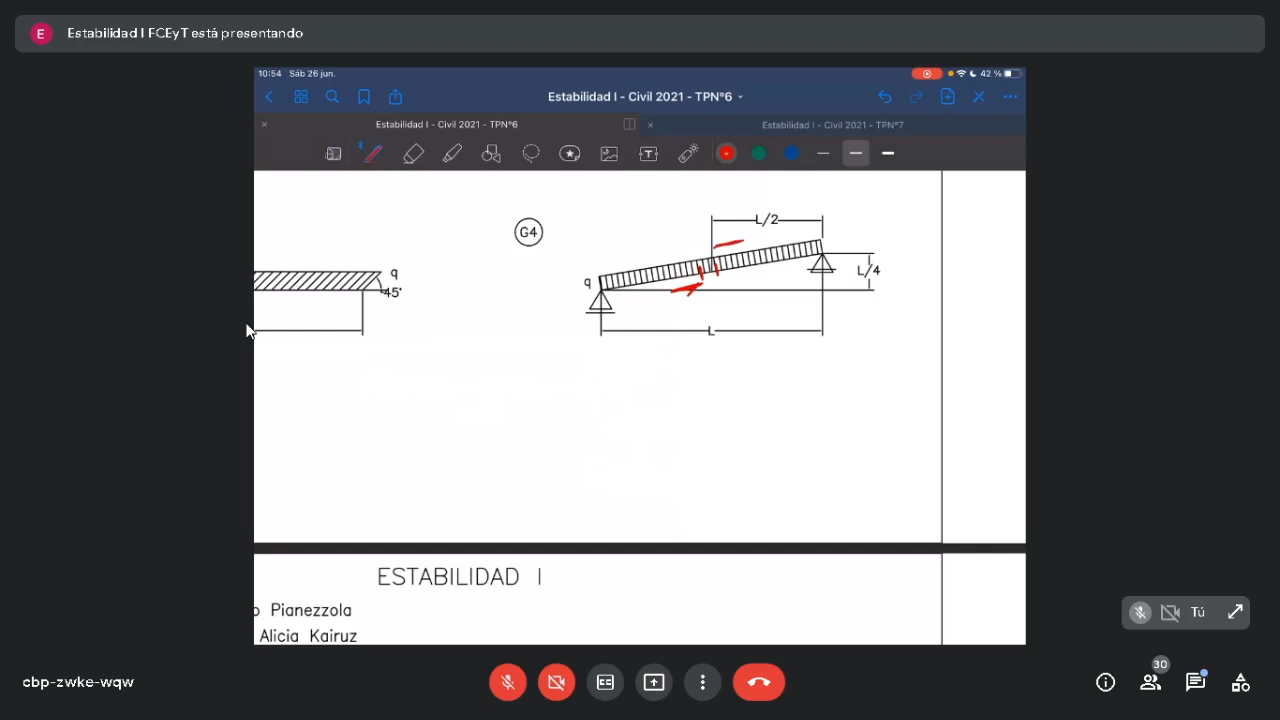 E Estabilidad I FCEyT está presentando
10:54 Sáb 26 jun. 42 %
Estabilidad I - Civil 2021 - TPN°6
Estabilidad I - Civil 2021 - TPN°6
Estabilidad I - Civil 2021 - TPN°7
T
G4
L/2
q
45°
q
L/4
L
ESTABILIDAD I
o Pianezzola
Alicia Kairuz
Tú
cbp-zwke-wqw
30